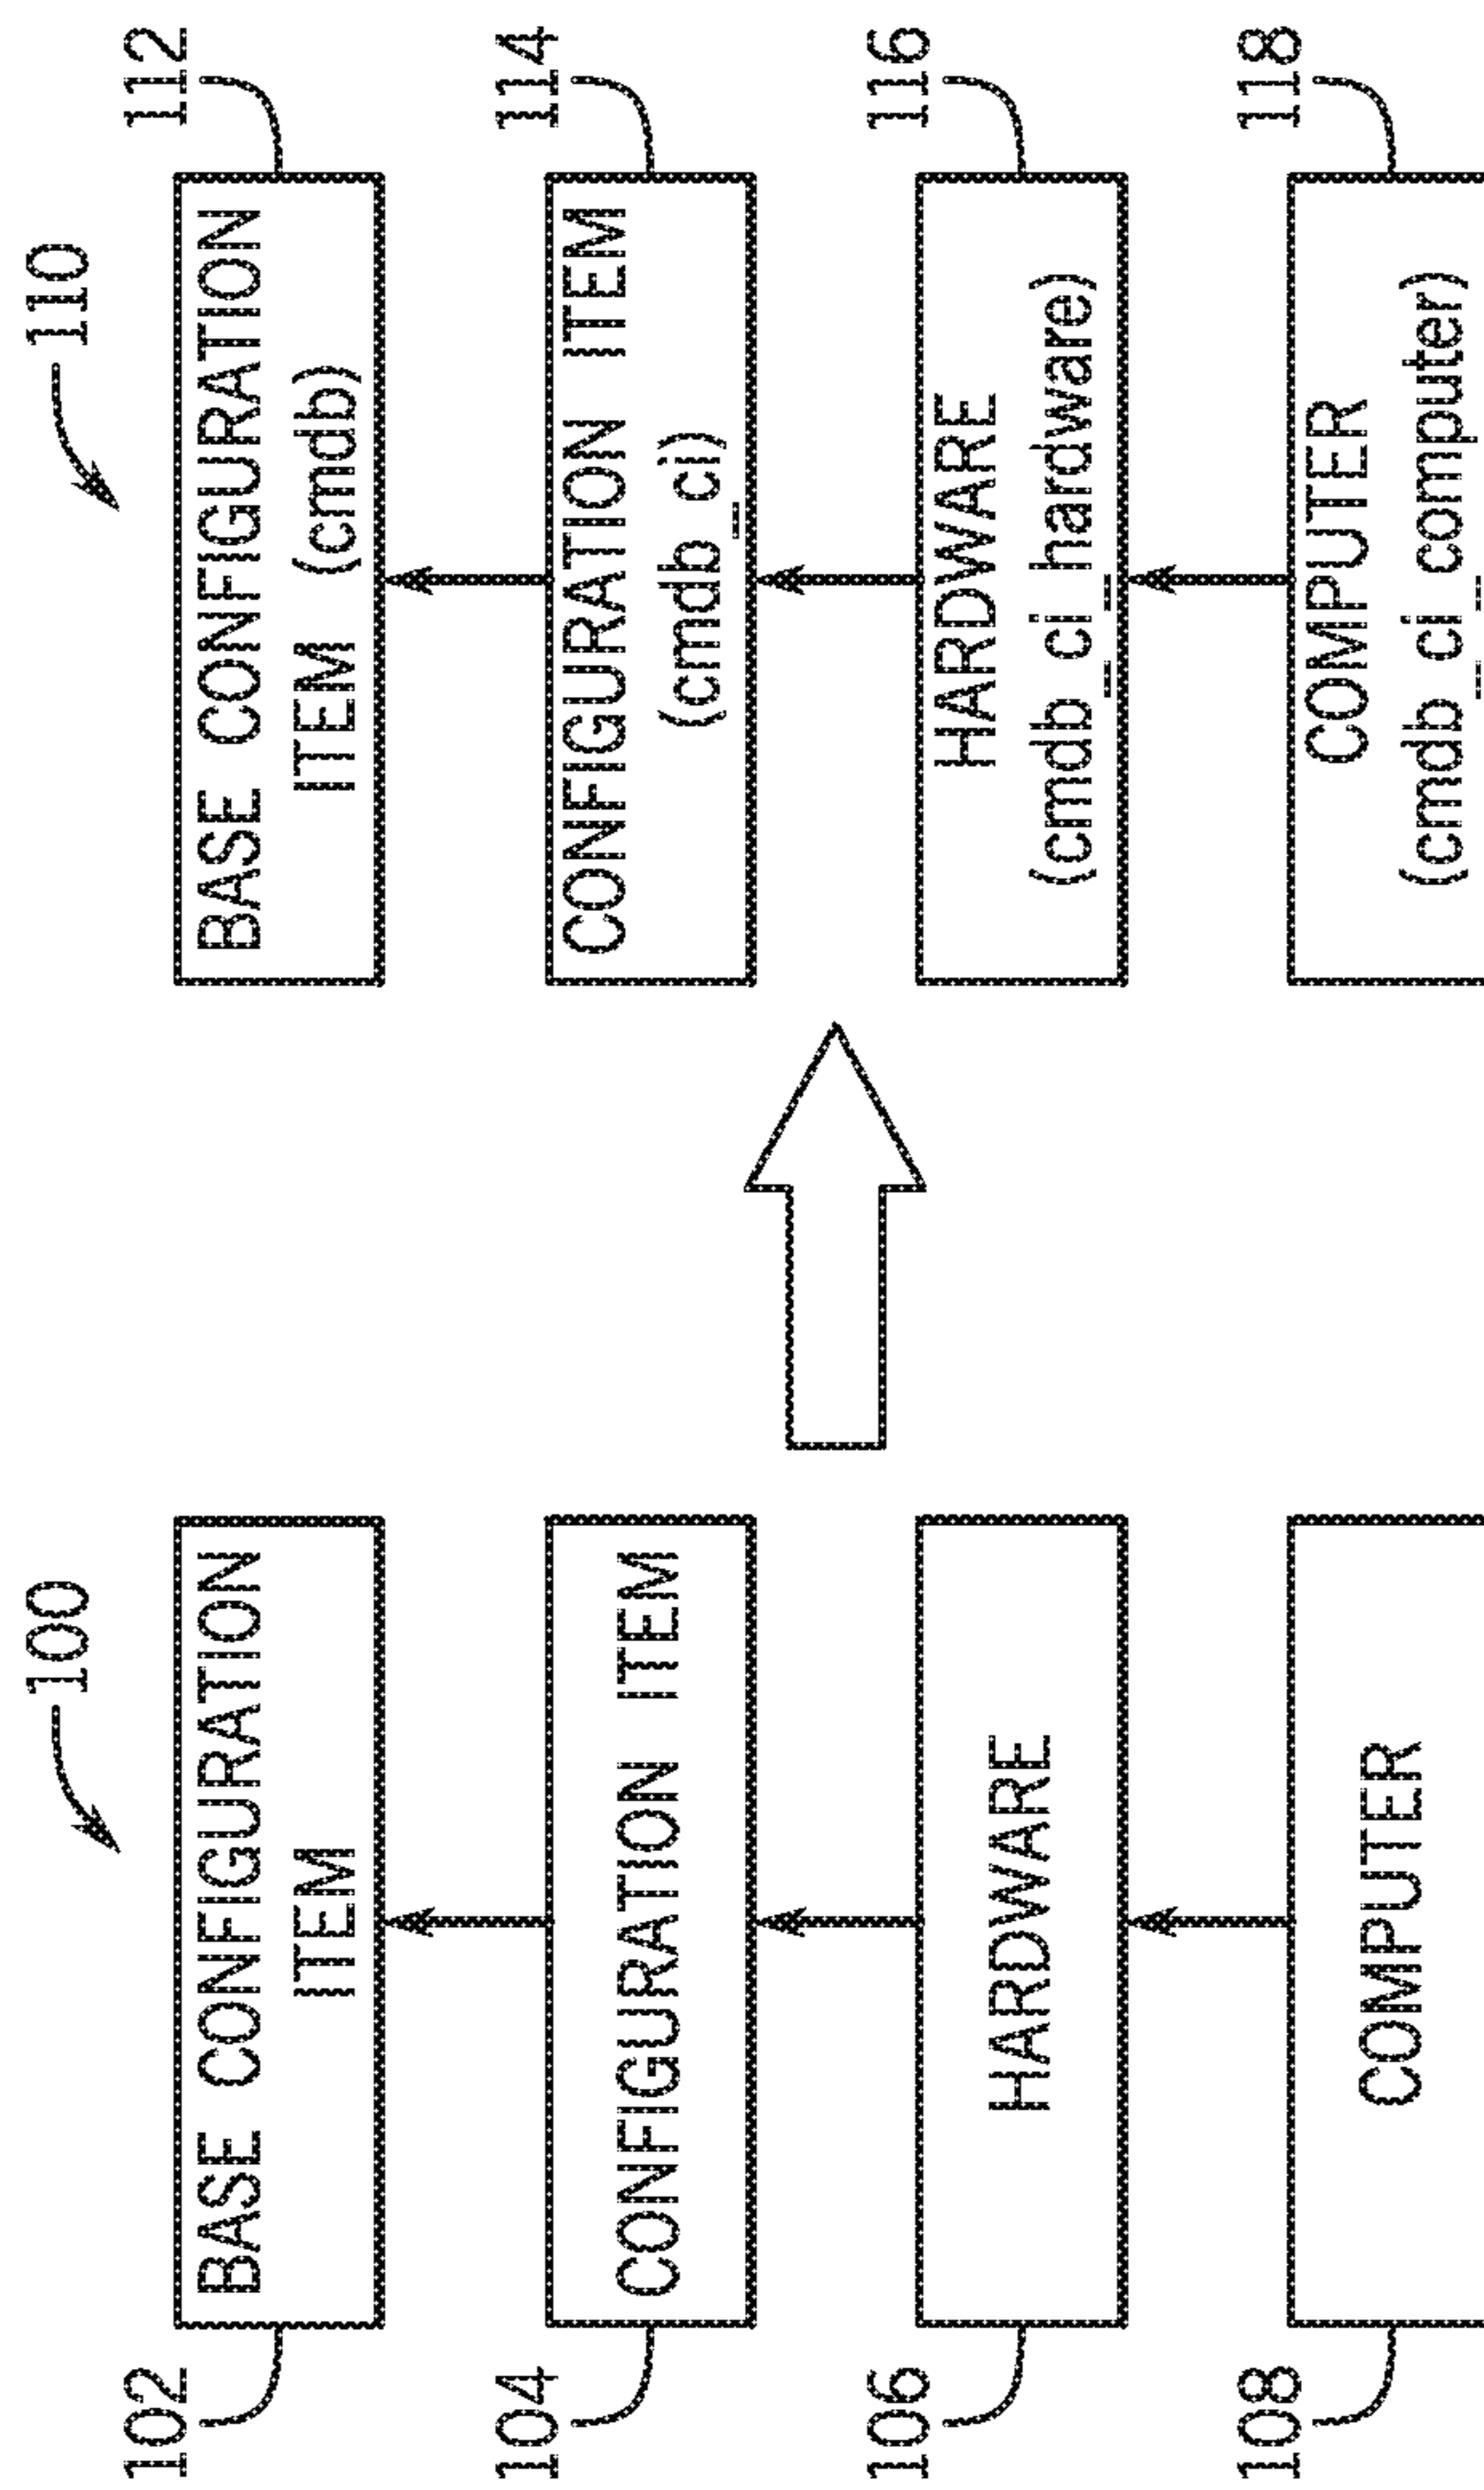 100
102
BASE CONFIGURATION
ITEM
104
CONFIGURATION ITEM
106
HARDWARE
108
COMPUTER
110
BASE CONFIGURATION
ITEM (cmdb)
112
CONFIGURATION ITEM
(cmdb_ci)
114
HARDWARE
(cmdb_ci_hardware)
116
COMPUTER
(cmdb_ci_computer)
118